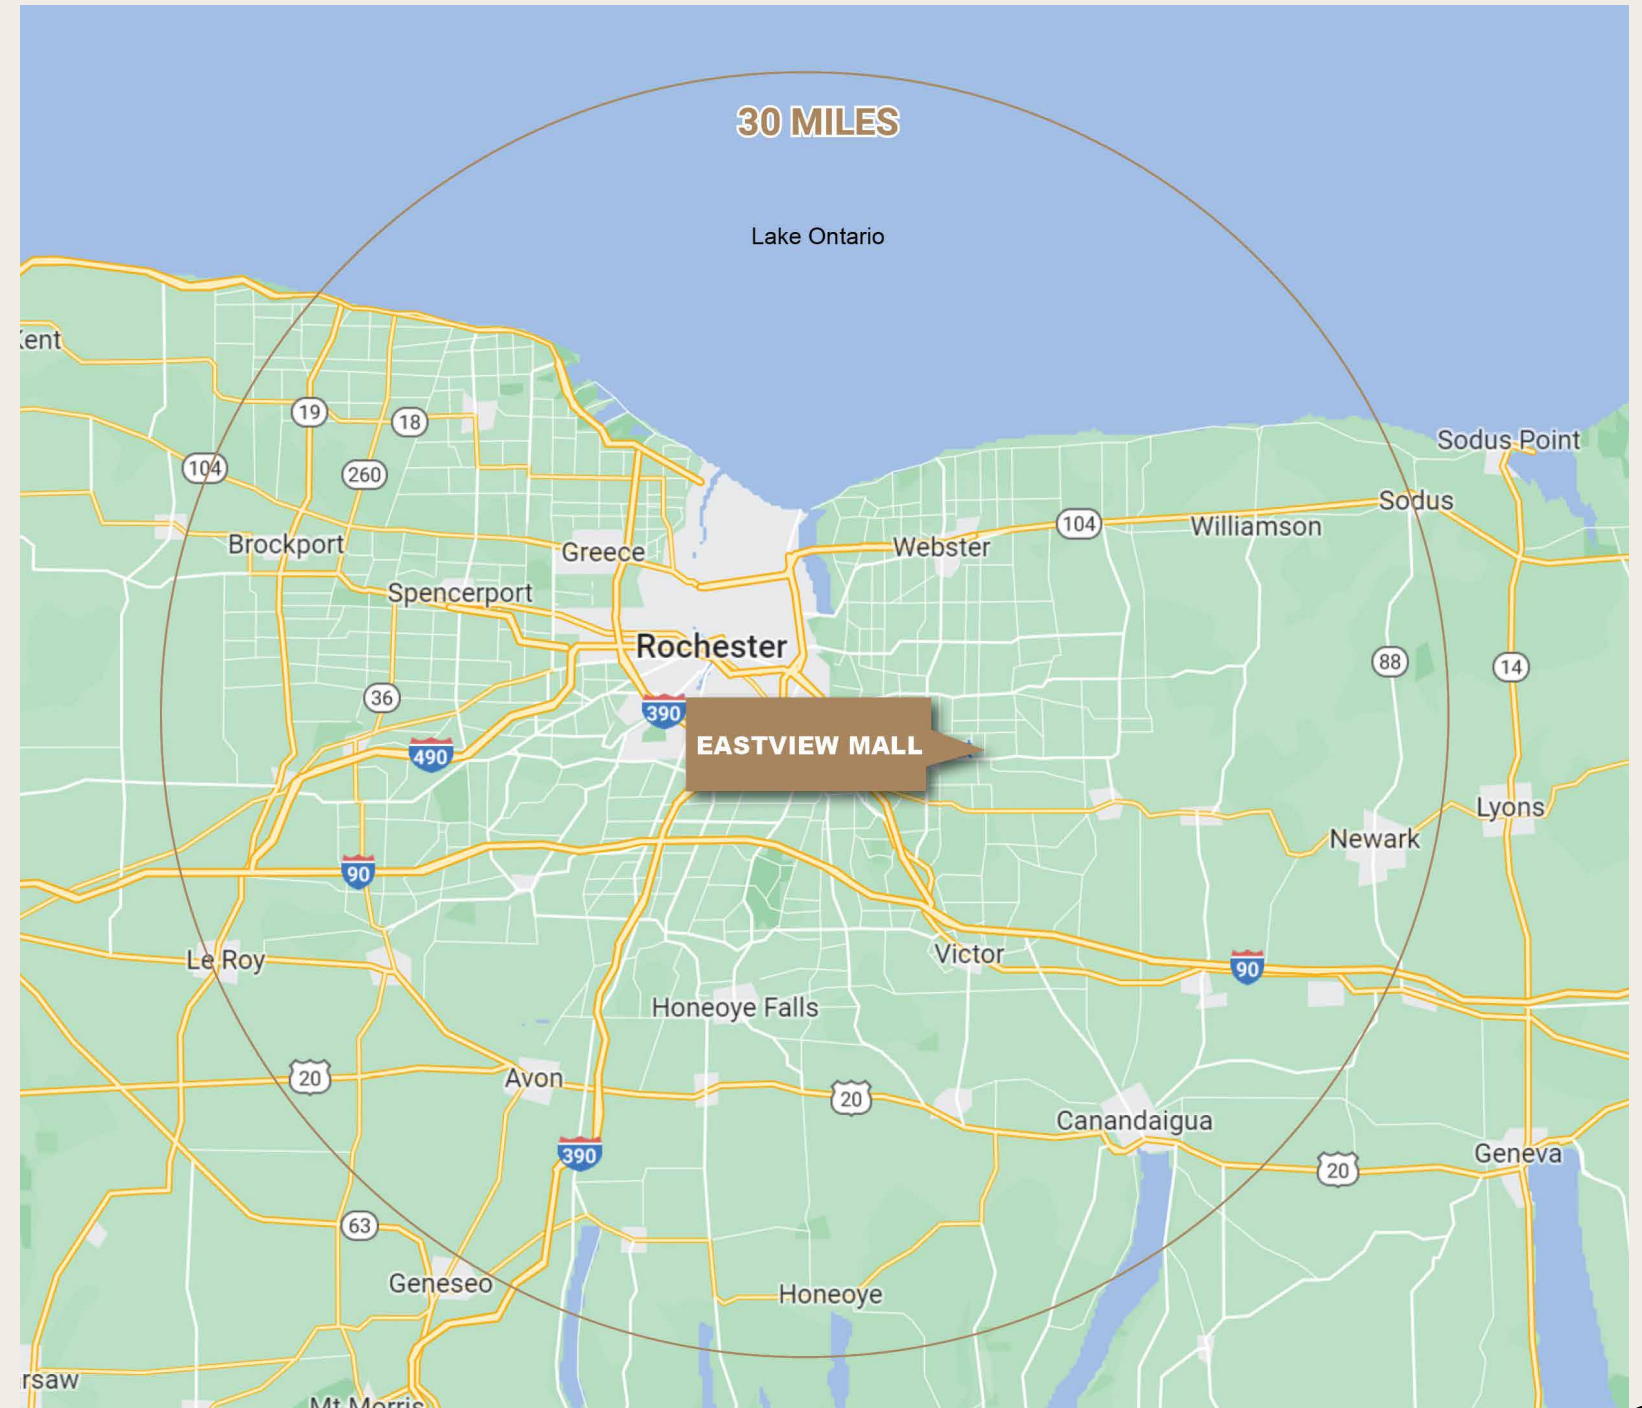 30 MILES
Lake Ontario
Kent
19
18
Sodus Point
104
260
Sodus
104
Williamson
Brockport
Greece
Webster
Spencerport
Rochester
88
14
36
390
EASTVIEW MALL
490
Lyons
Newark
90
Le Roy
Victor
90
Honeoye Falls
20
Avon
20
Canandaigua
390
Geneva
20
63
Geneseo
Honeoye
rsaw
Mt Morris